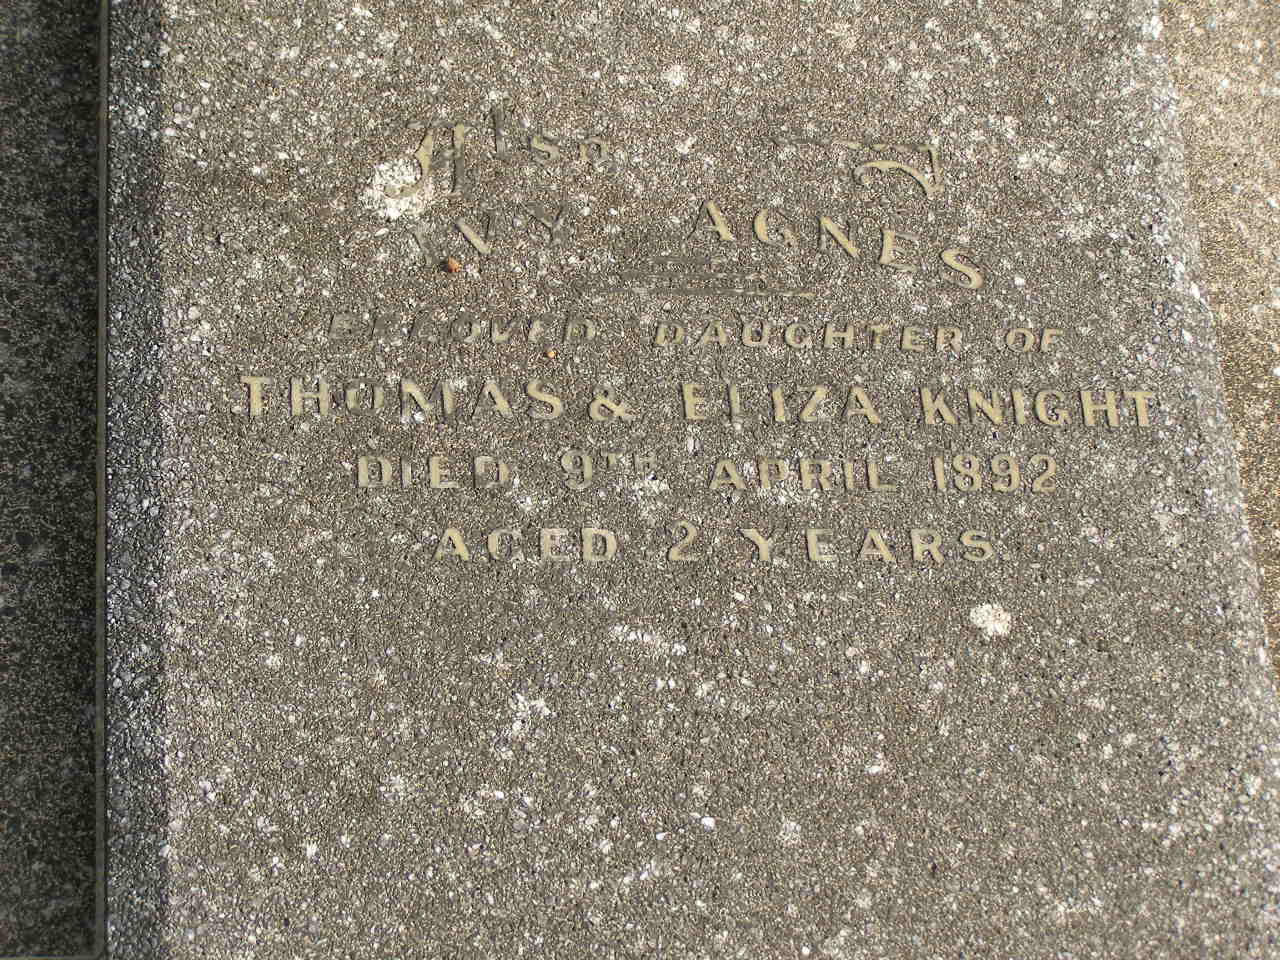 Also
IVY AGNES
BELOVED DAUGHTER OF
THOMAS & ELIZA KNIGHT
DIED 9TH APRIL 1892
AGED 2 YEARS